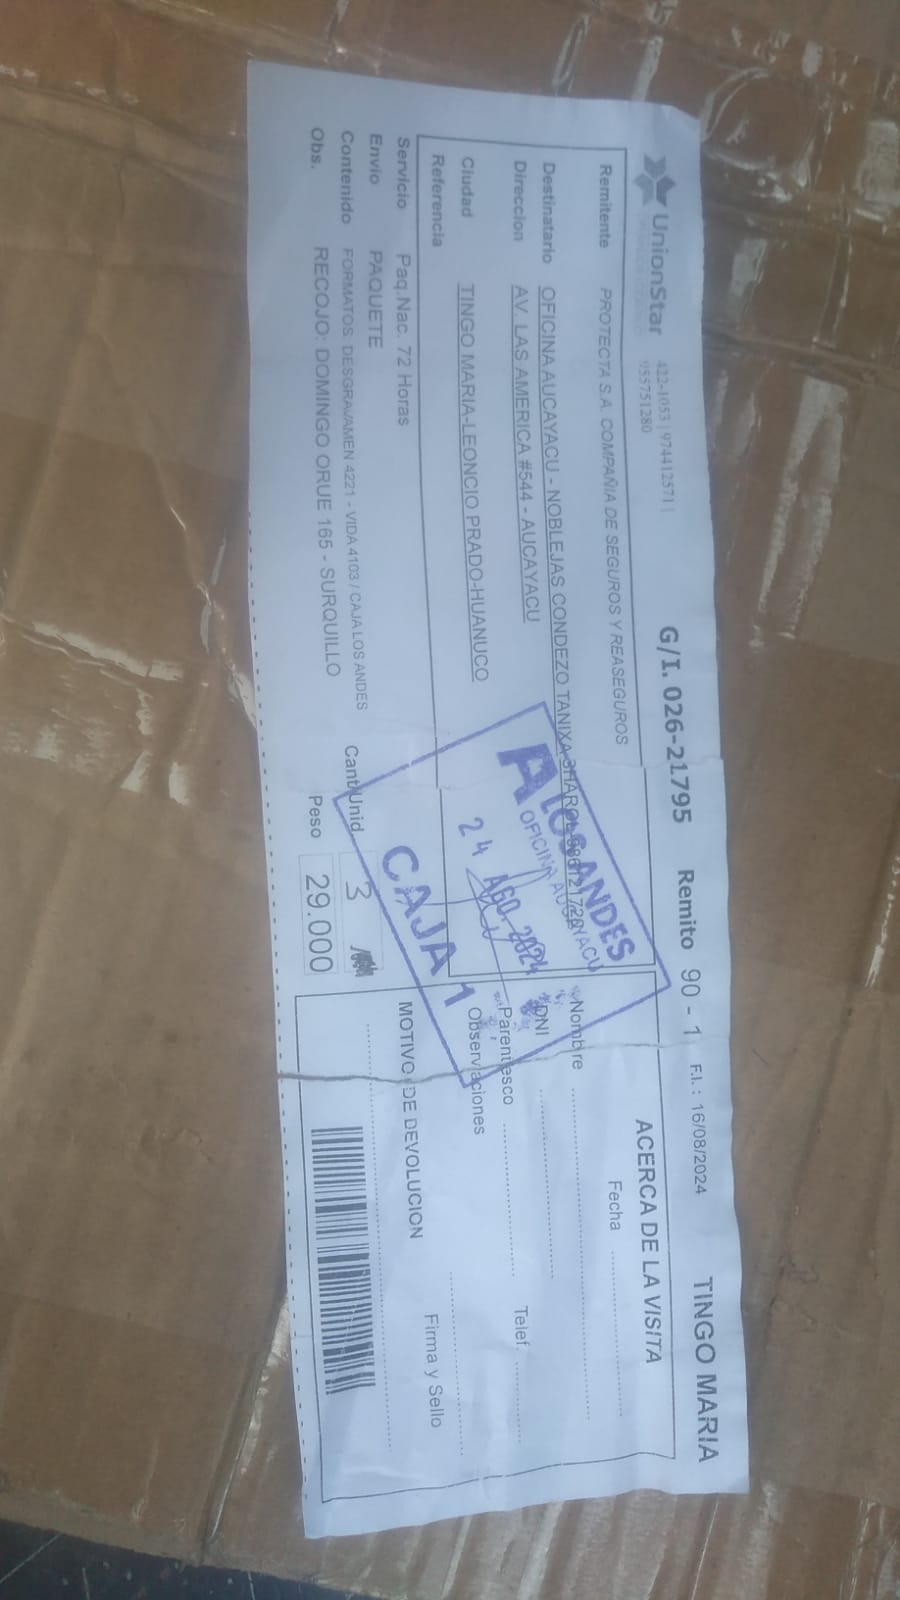 UnionStar
422-1053 | 974412571 |
955751280
G/I. 026-21795
Remito 90 - 1
F.I. : 16/08/2024
TINGO MARIA
Remitente PROTECTA S.A. COMPAÑIA DE SEGUROS Y REASEGUROS
Destinatario OFICINA AUCAYACU - NOBLEJAS CONDEZO TANIXA
Direccion AV. LAS AMERICA #544 - AUCAYACU
Ciudad TINGO MARIA-LEONCIO PRADO-HUANUCO
Referencia
Servicio Paq.Nac. 72 Horas
Envio PAQUETE
Contenido FORMATOS: DESGRAVAMEN 4221 - VIDA 4103 / CAJA LOS ANDES
Obs. RECOJO: DOMINGO ORUE 165 - SURQUILLO
Cant/Unid 3
Peso 29.000
LOS ANDES
OFICINA AUCAYACU
24 AGO. 2024
CAJA 1
ACERCA DE LA VISITA
Fecha
Nombre
DNI
Parentesco
Telef
Observaciones
MOTIVO DE DEVOLUCION
Firma y Sello